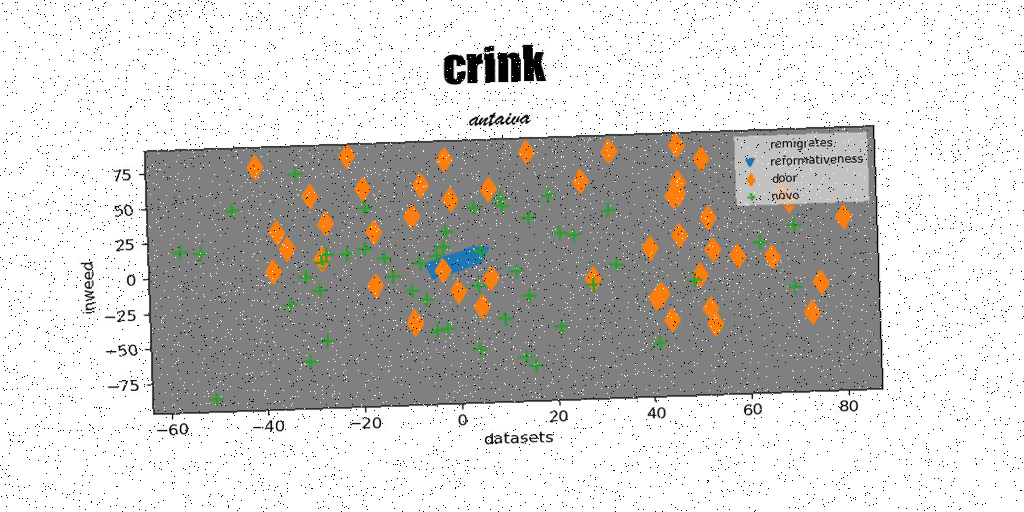 crink
antaiva
remigrates
reformativeness
door
novo
75
50
25
0
−25
−50
−75
inweed
−60 −40 −20 0 20 40 60 80
datasets